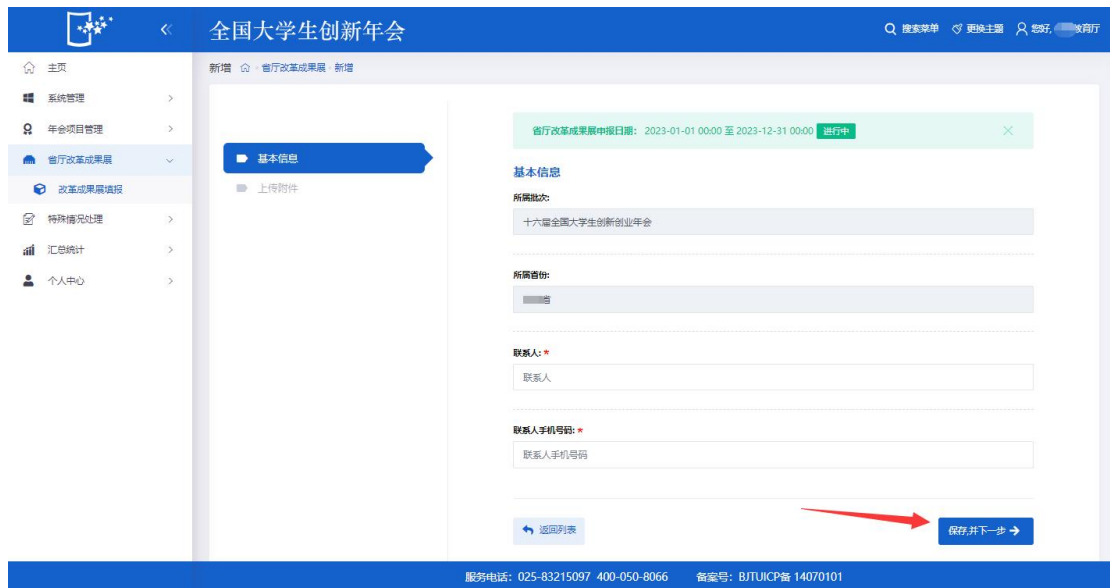 全国大学生创新年会
搜索菜单 更换主题 您好, 教育厅
主页
系统管理
年会项目管理
省厅改革成果展
改革成果展填报
特殊情况处理
汇总统计
个人中心
新增 省厅改革成果展 · 新增
基本信息
上传附件
省厅改革成果展申报日期: 2023-01-01 00:00 至 2023-12-31 00:00 进行中
基本信息
所属批次:
十六届全国大学生创新创业年会
所属省份:
省
联系人: *
联系人
联系人手机号码: *
联系人手机号码
返回列表
保存,并下一步
服务电话: 025-83215097 400-050-8066 备案号: BJTUICP备 14070101